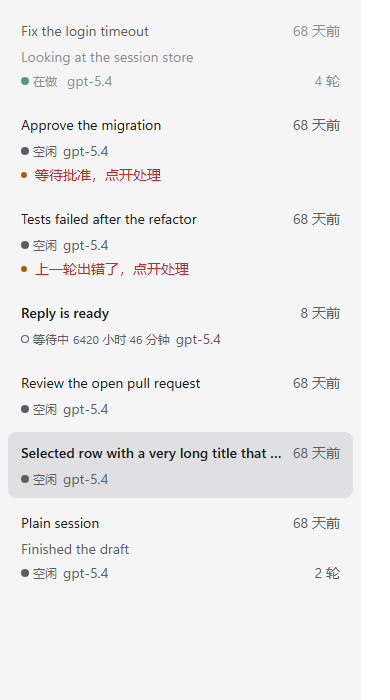 Fix the login timeout 68 天前
Looking at the session store
在做 gpt-5.4 4 轮
Approve the migration 68 天前
空闲 gpt-5.4
等待批准，点开处理
Tests failed after the refactor 68 天前
空闲 gpt-5.4
上一轮出错了，点开处理
Reply is ready 8 天前
等待中 6420 小时 46 分钟 gpt-5.4
Review the open pull request 68 天前
空闲 gpt-5.4
Selected row with a very long title that ... 68 天前
空闲 gpt-5.4
Plain session 68 天前
Finished the draft
空闲 gpt-5.4 2 轮